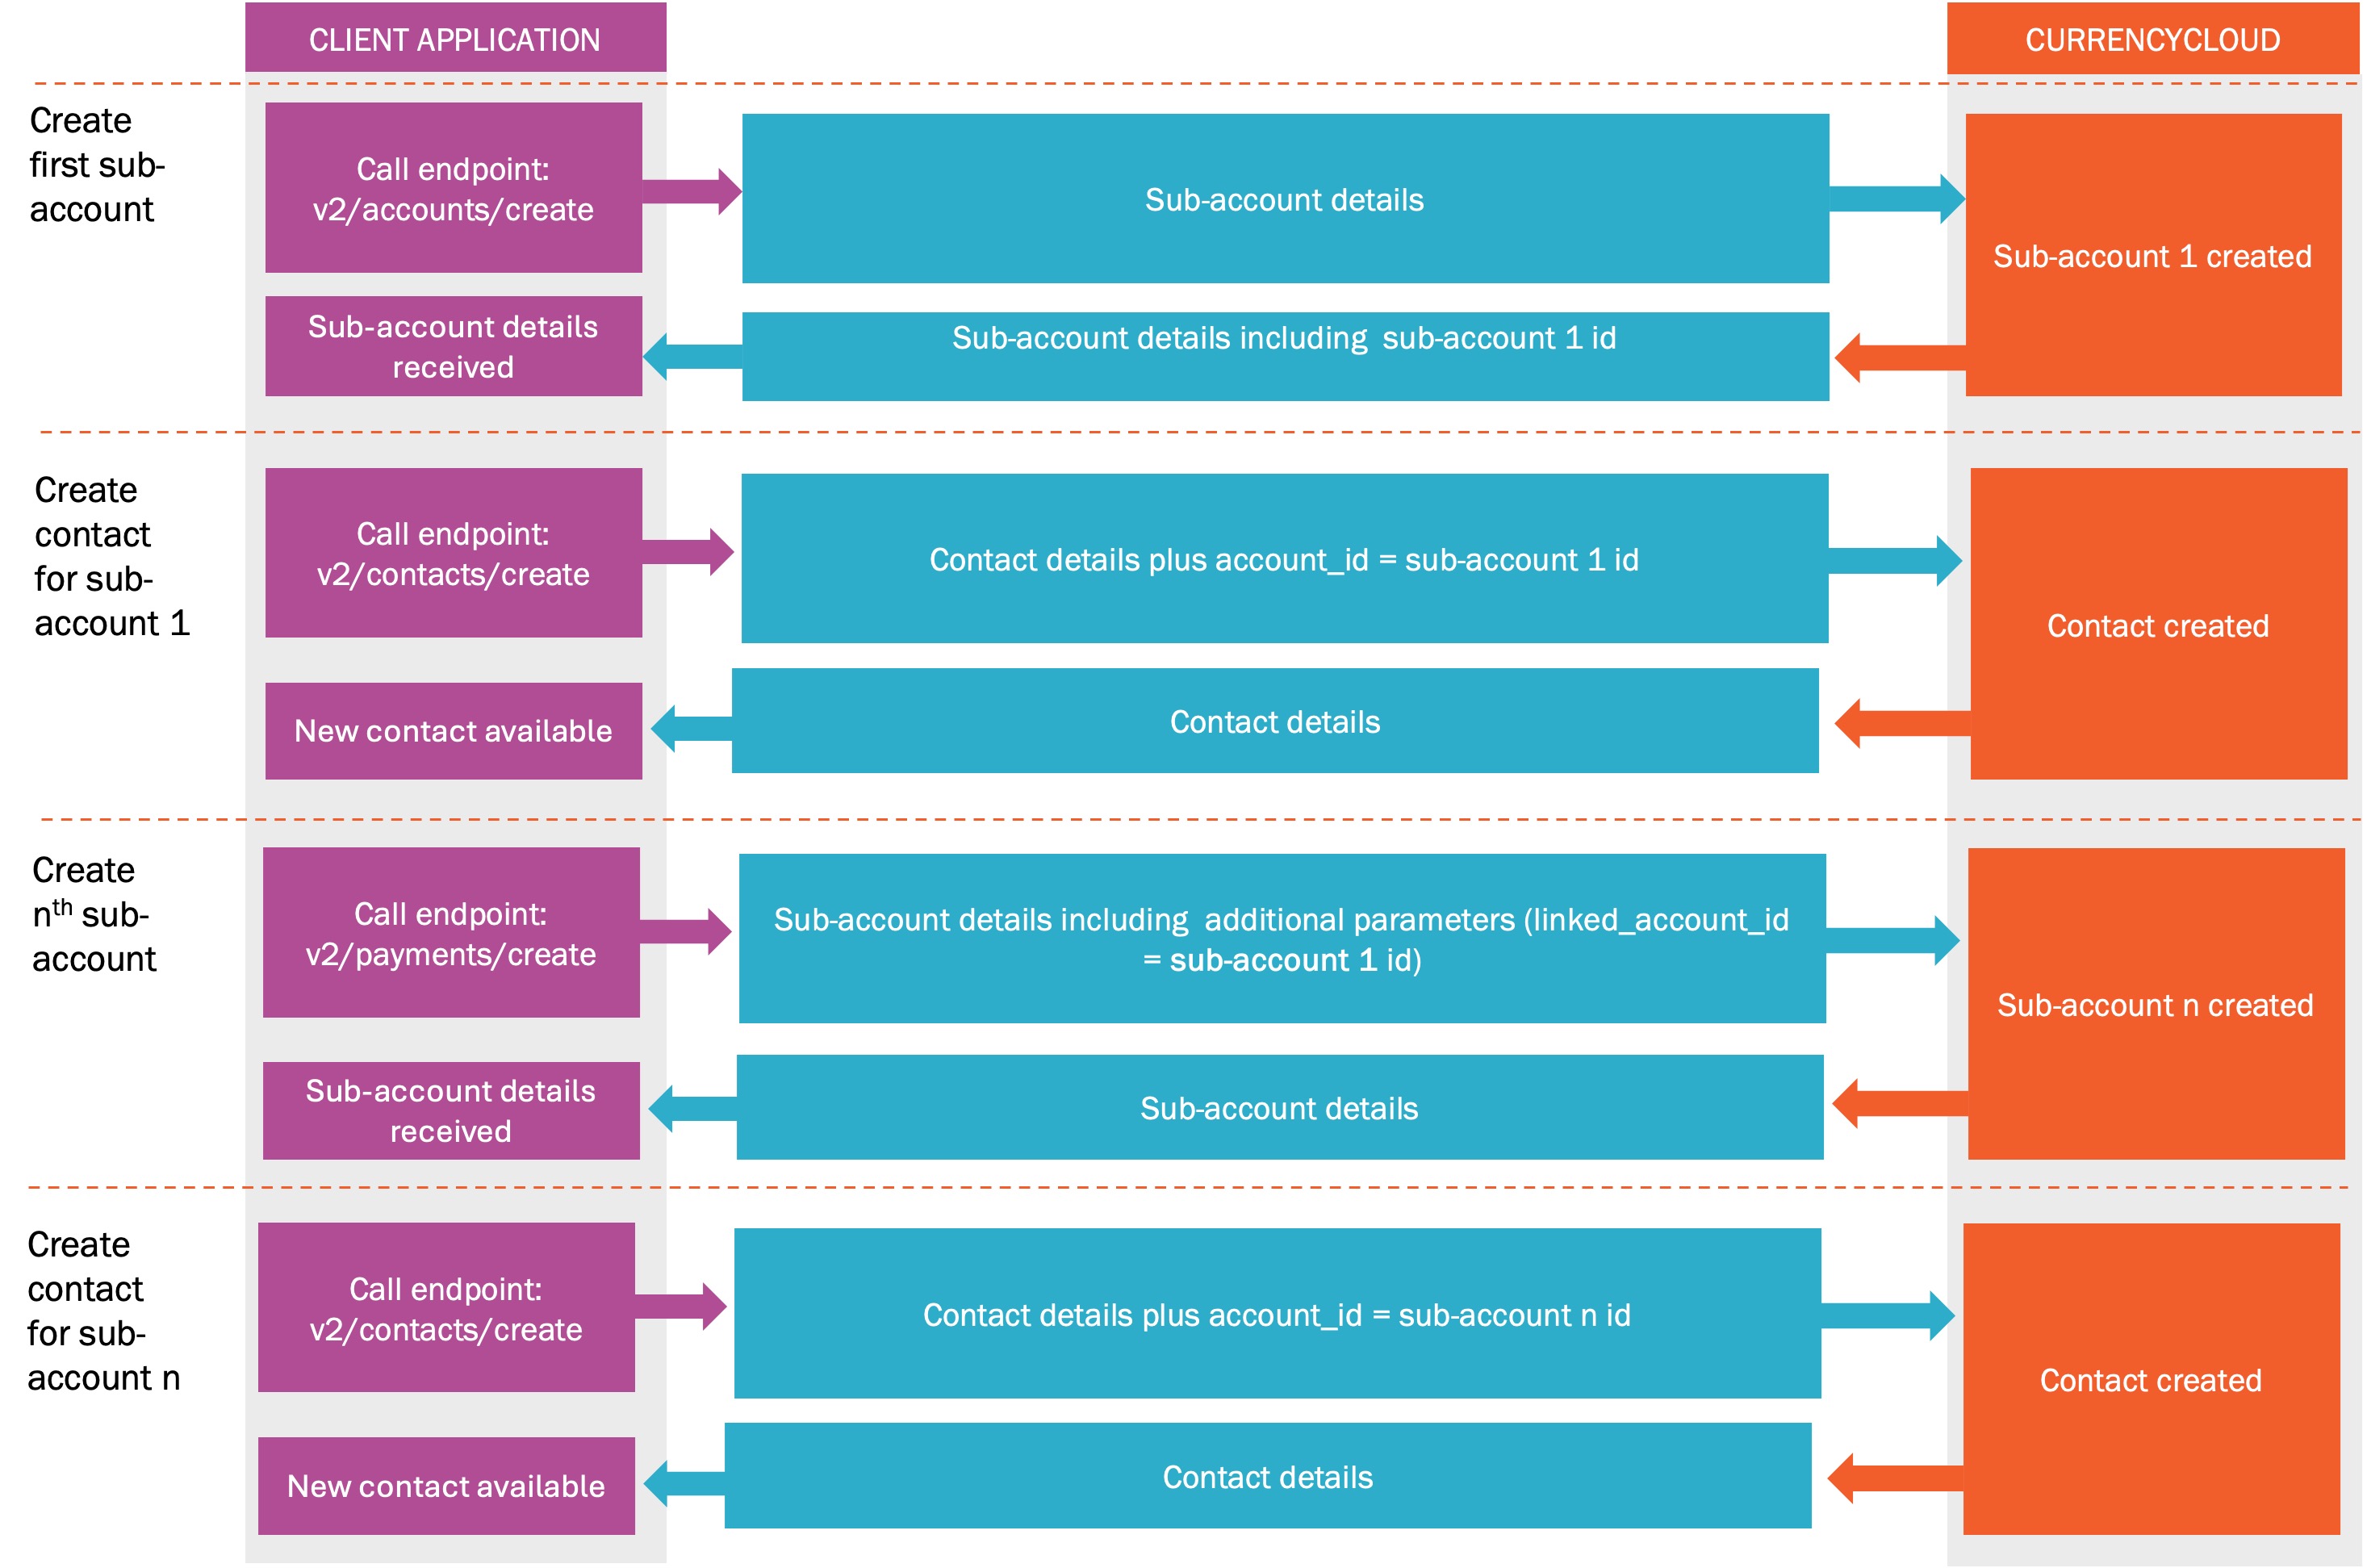 CLIENT APPLICATION
CURRENCYCLOUD
Create
first sub-
account
Call endpoint:
v2/accounts/create
Sub-account details
Sub-account 1 created
Sub-account details
received
Sub-account details including  sub-account 1 id
Create
contact
for sub-
account 1
Call endpoint:
v2/contacts/create
Contact details plus account_id = sub-account 1 id
Contact created
New contact available
Contact details
Create
nth sub-
account
Call endpoint:
v2/payments/create
Sub-account details including  additional parameters (linked_account_id
= sub-account 1 id)
Sub-account n created
Sub-account details
received
Sub-account details
Create
contact
for sub-
account n
Call endpoint:
v2/contacts/create
Contact details plus account_id = sub-account n id
Contact created
New contact available
Contact details